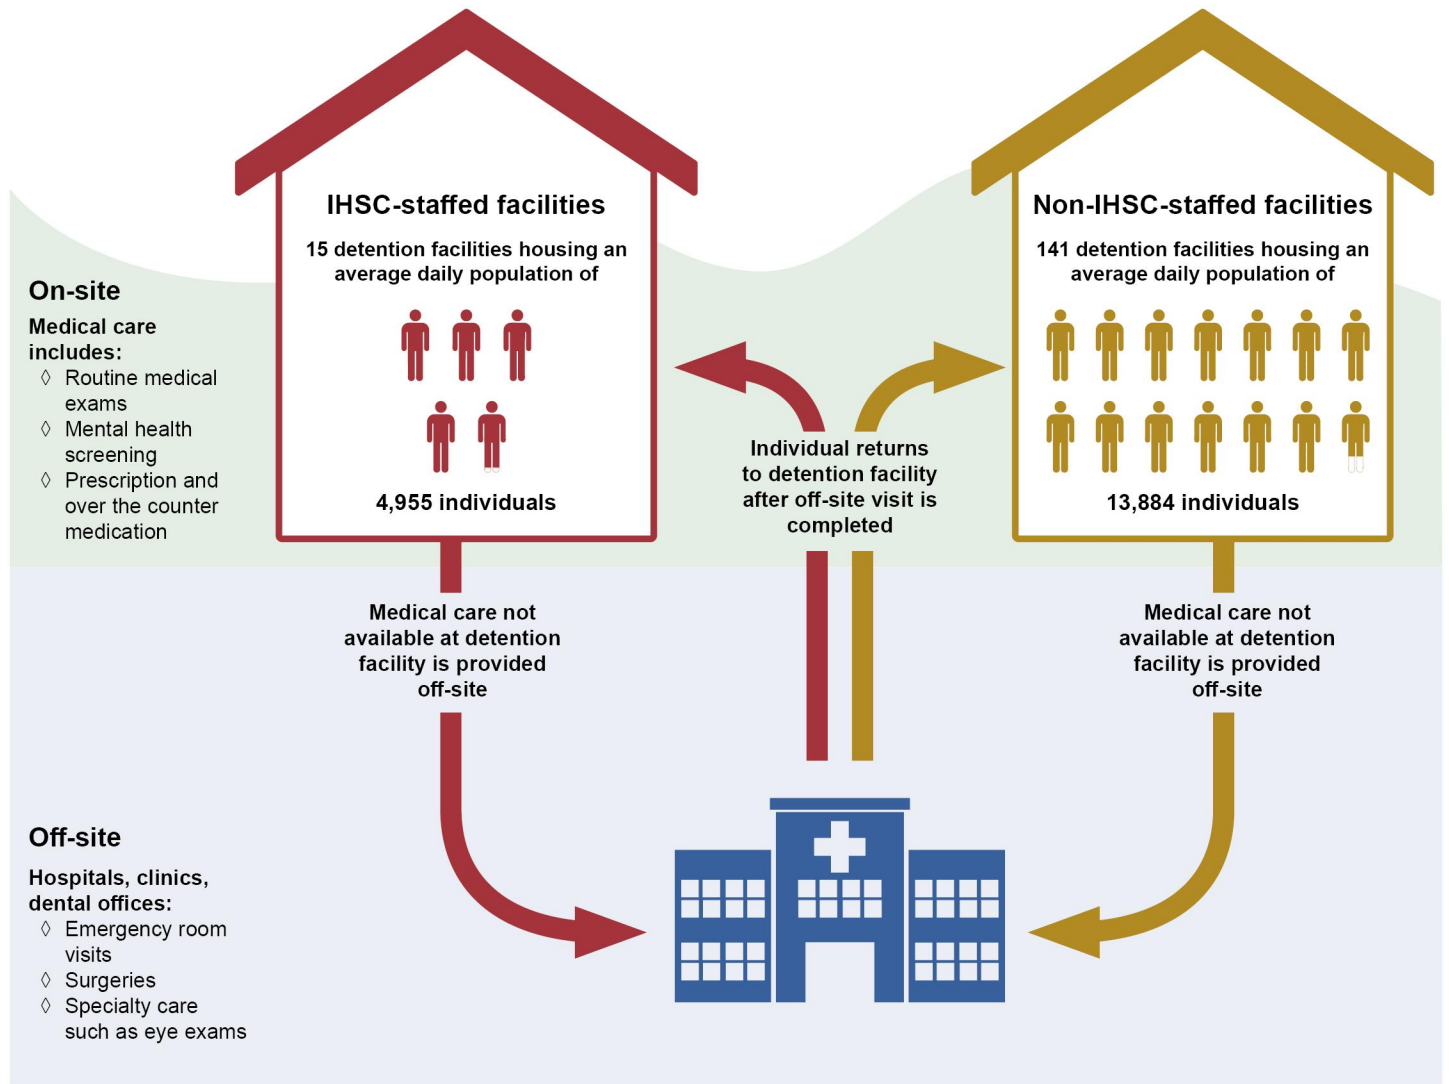 IHSC-staffed facilities
15 detention facilities housing an
average daily population of
4,955 individuals
Non-IHSC-staffed facilities
141 detention facilities housing an
average daily population of
13,884 individuals
On-site
Medical care
includes:
◊ Routine medical
exams
◊ Mental health
screening
◊ Prescription and
over the counter
medication
Individual returns
to detention facility
after off-site visit is
completed
Medical care not
available at detention
facility is provided
off-site
Medical care not
available at detention
facility is provided
off-site
Off-site
Hospitals, clinics,
dental offices:
◊ Emergency room
visits
◊ Surgeries
◊ Specialty care
such as eye exams